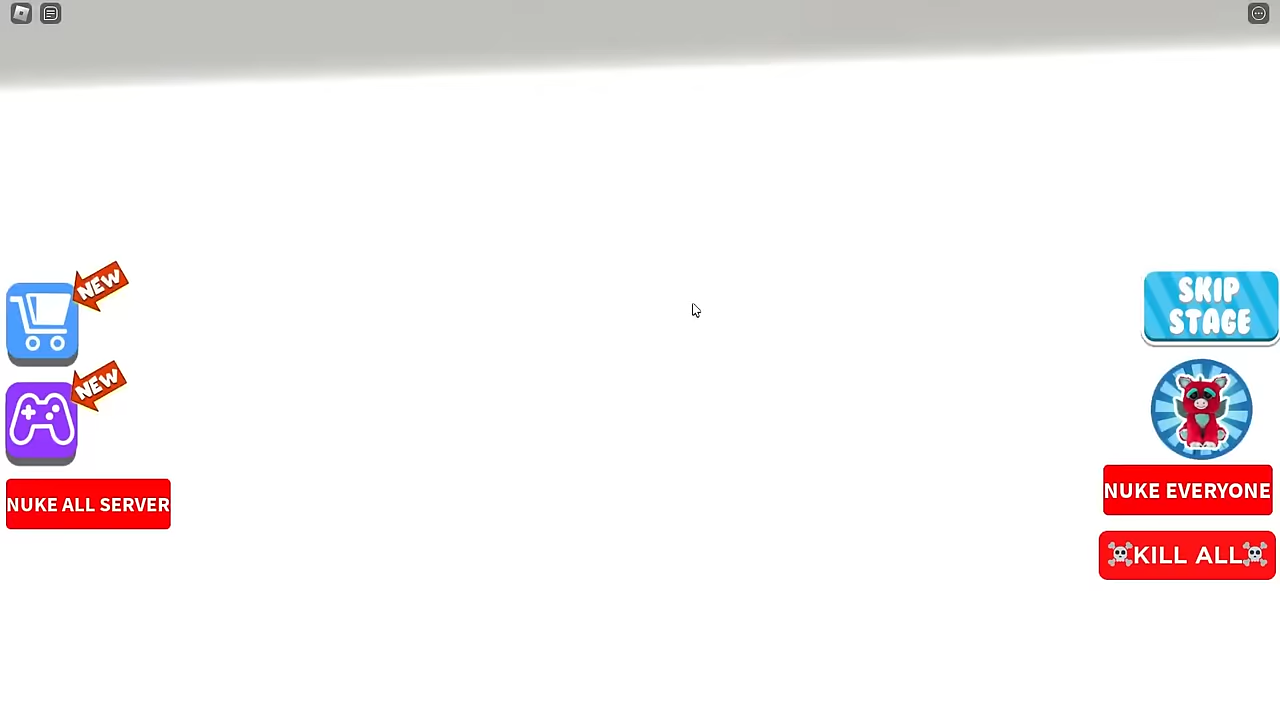 NEW
NEW
NUKE ALL SERVER
SKIP
STAGE
NUKE EVERYONE
☠️KILL ALL☠️